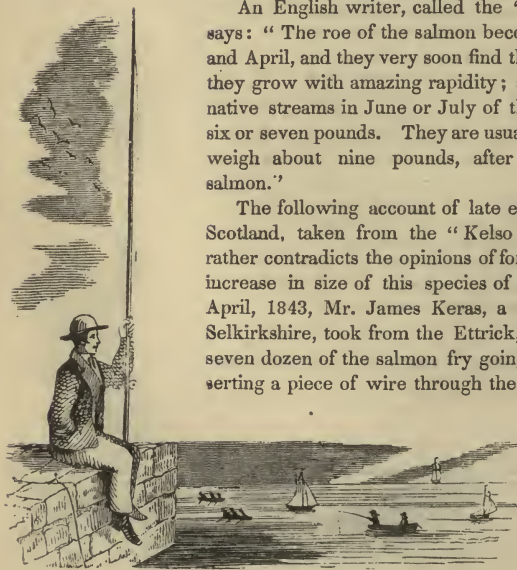 An English writer, called the "
says: " The roe of the salmon bec
and April, and they very soon find t
they grow with amazing rapidity ;
native streams in June or July of t
six or seven pounds. They are usua
weigh about nine pounds, after
salmon."
The following account of late e
Scotland, taken from the " Kelso
rather contradicts the opinions of fo
increase in size of this species of
April, 1843, Mr. James Keras, a
Selkirkshire, took from the Ettrick,
seven dozen of the salmon fry goin
serting a piece of wire through the